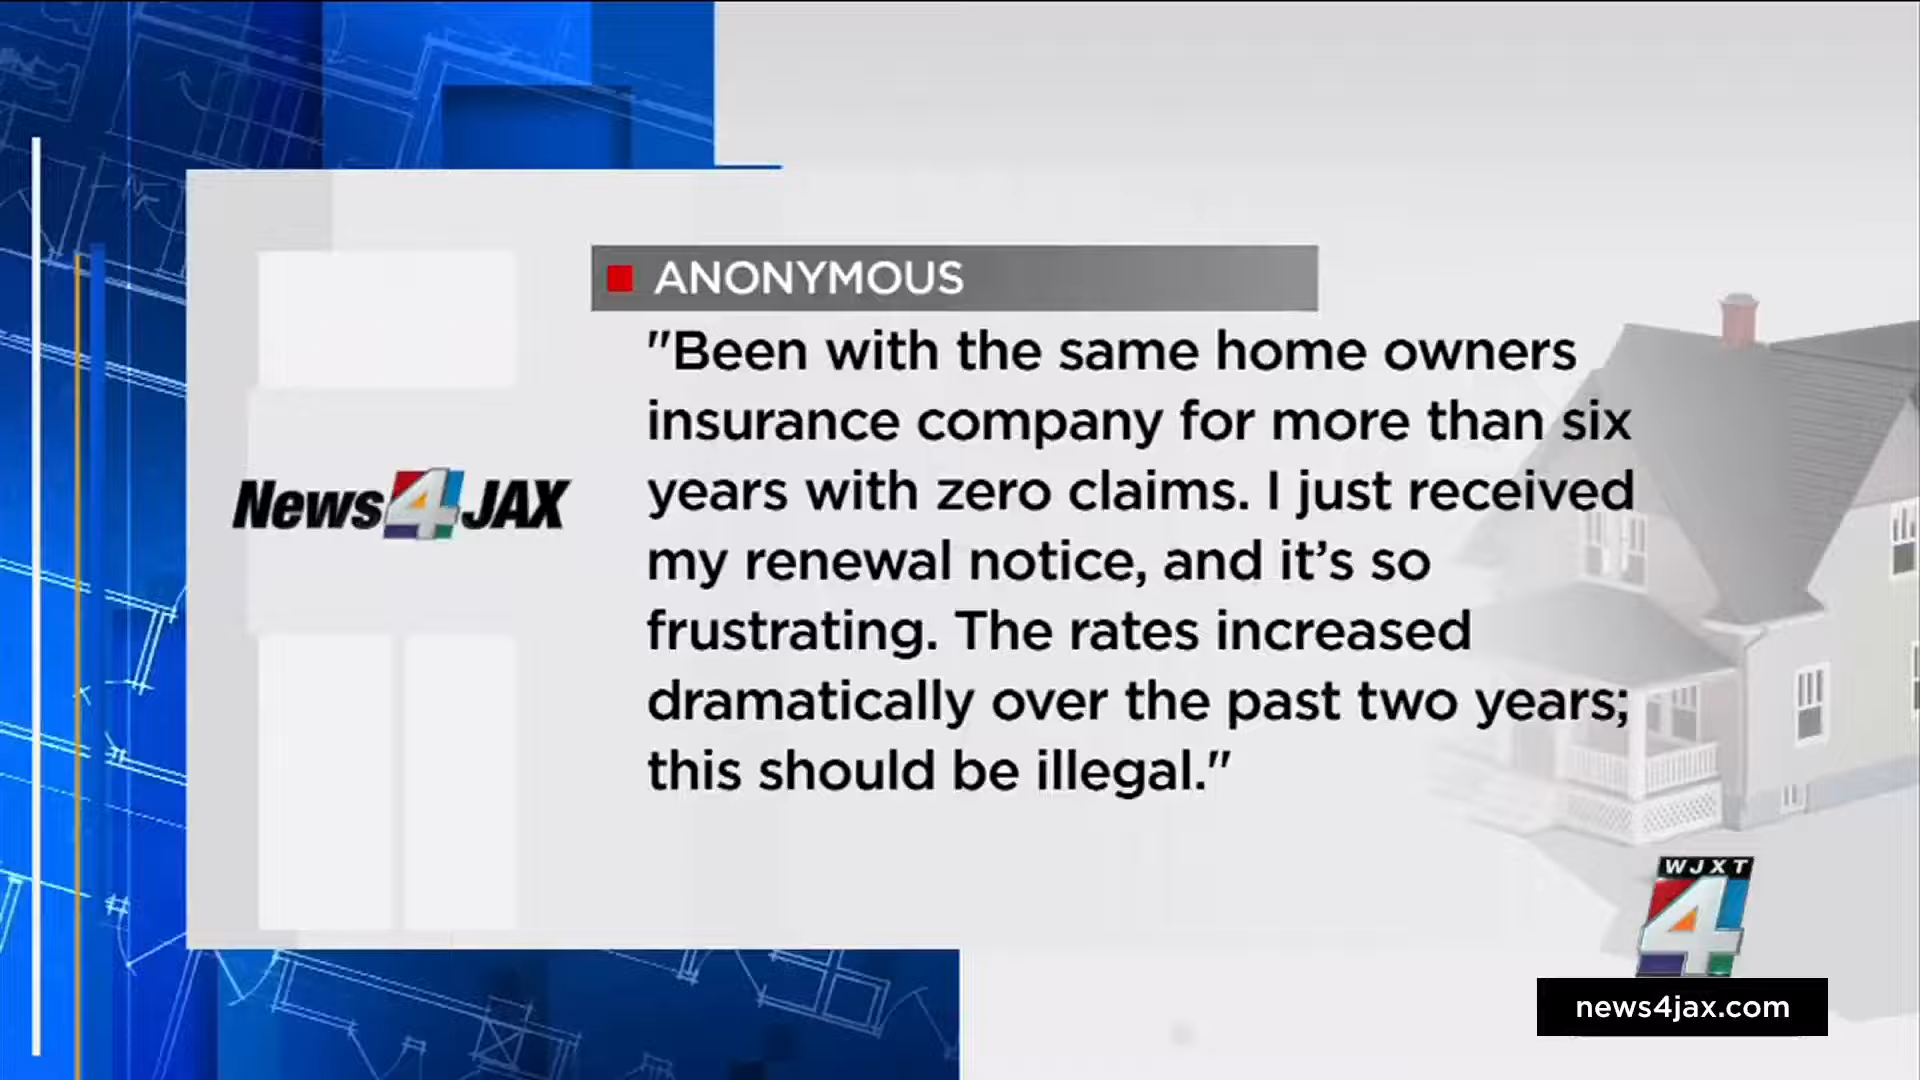 ANONYMOUS
"Been with the same home owners
insurance company for more than six
years with zero claims. I just received
my renewal notice, and it’s so
frustrating. The rates increased
dramatically over the past two years;
this should be illegal."
News4JAX
WJXT
4
news4jax.com